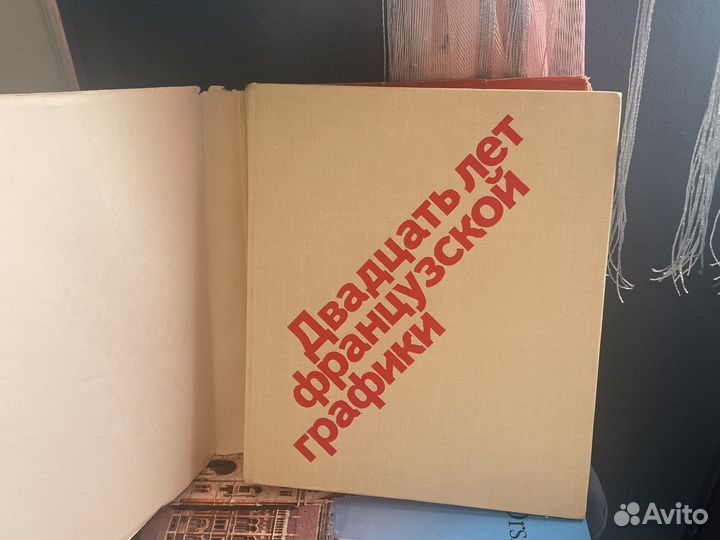 Двадцать лет
французской
графики
Avito